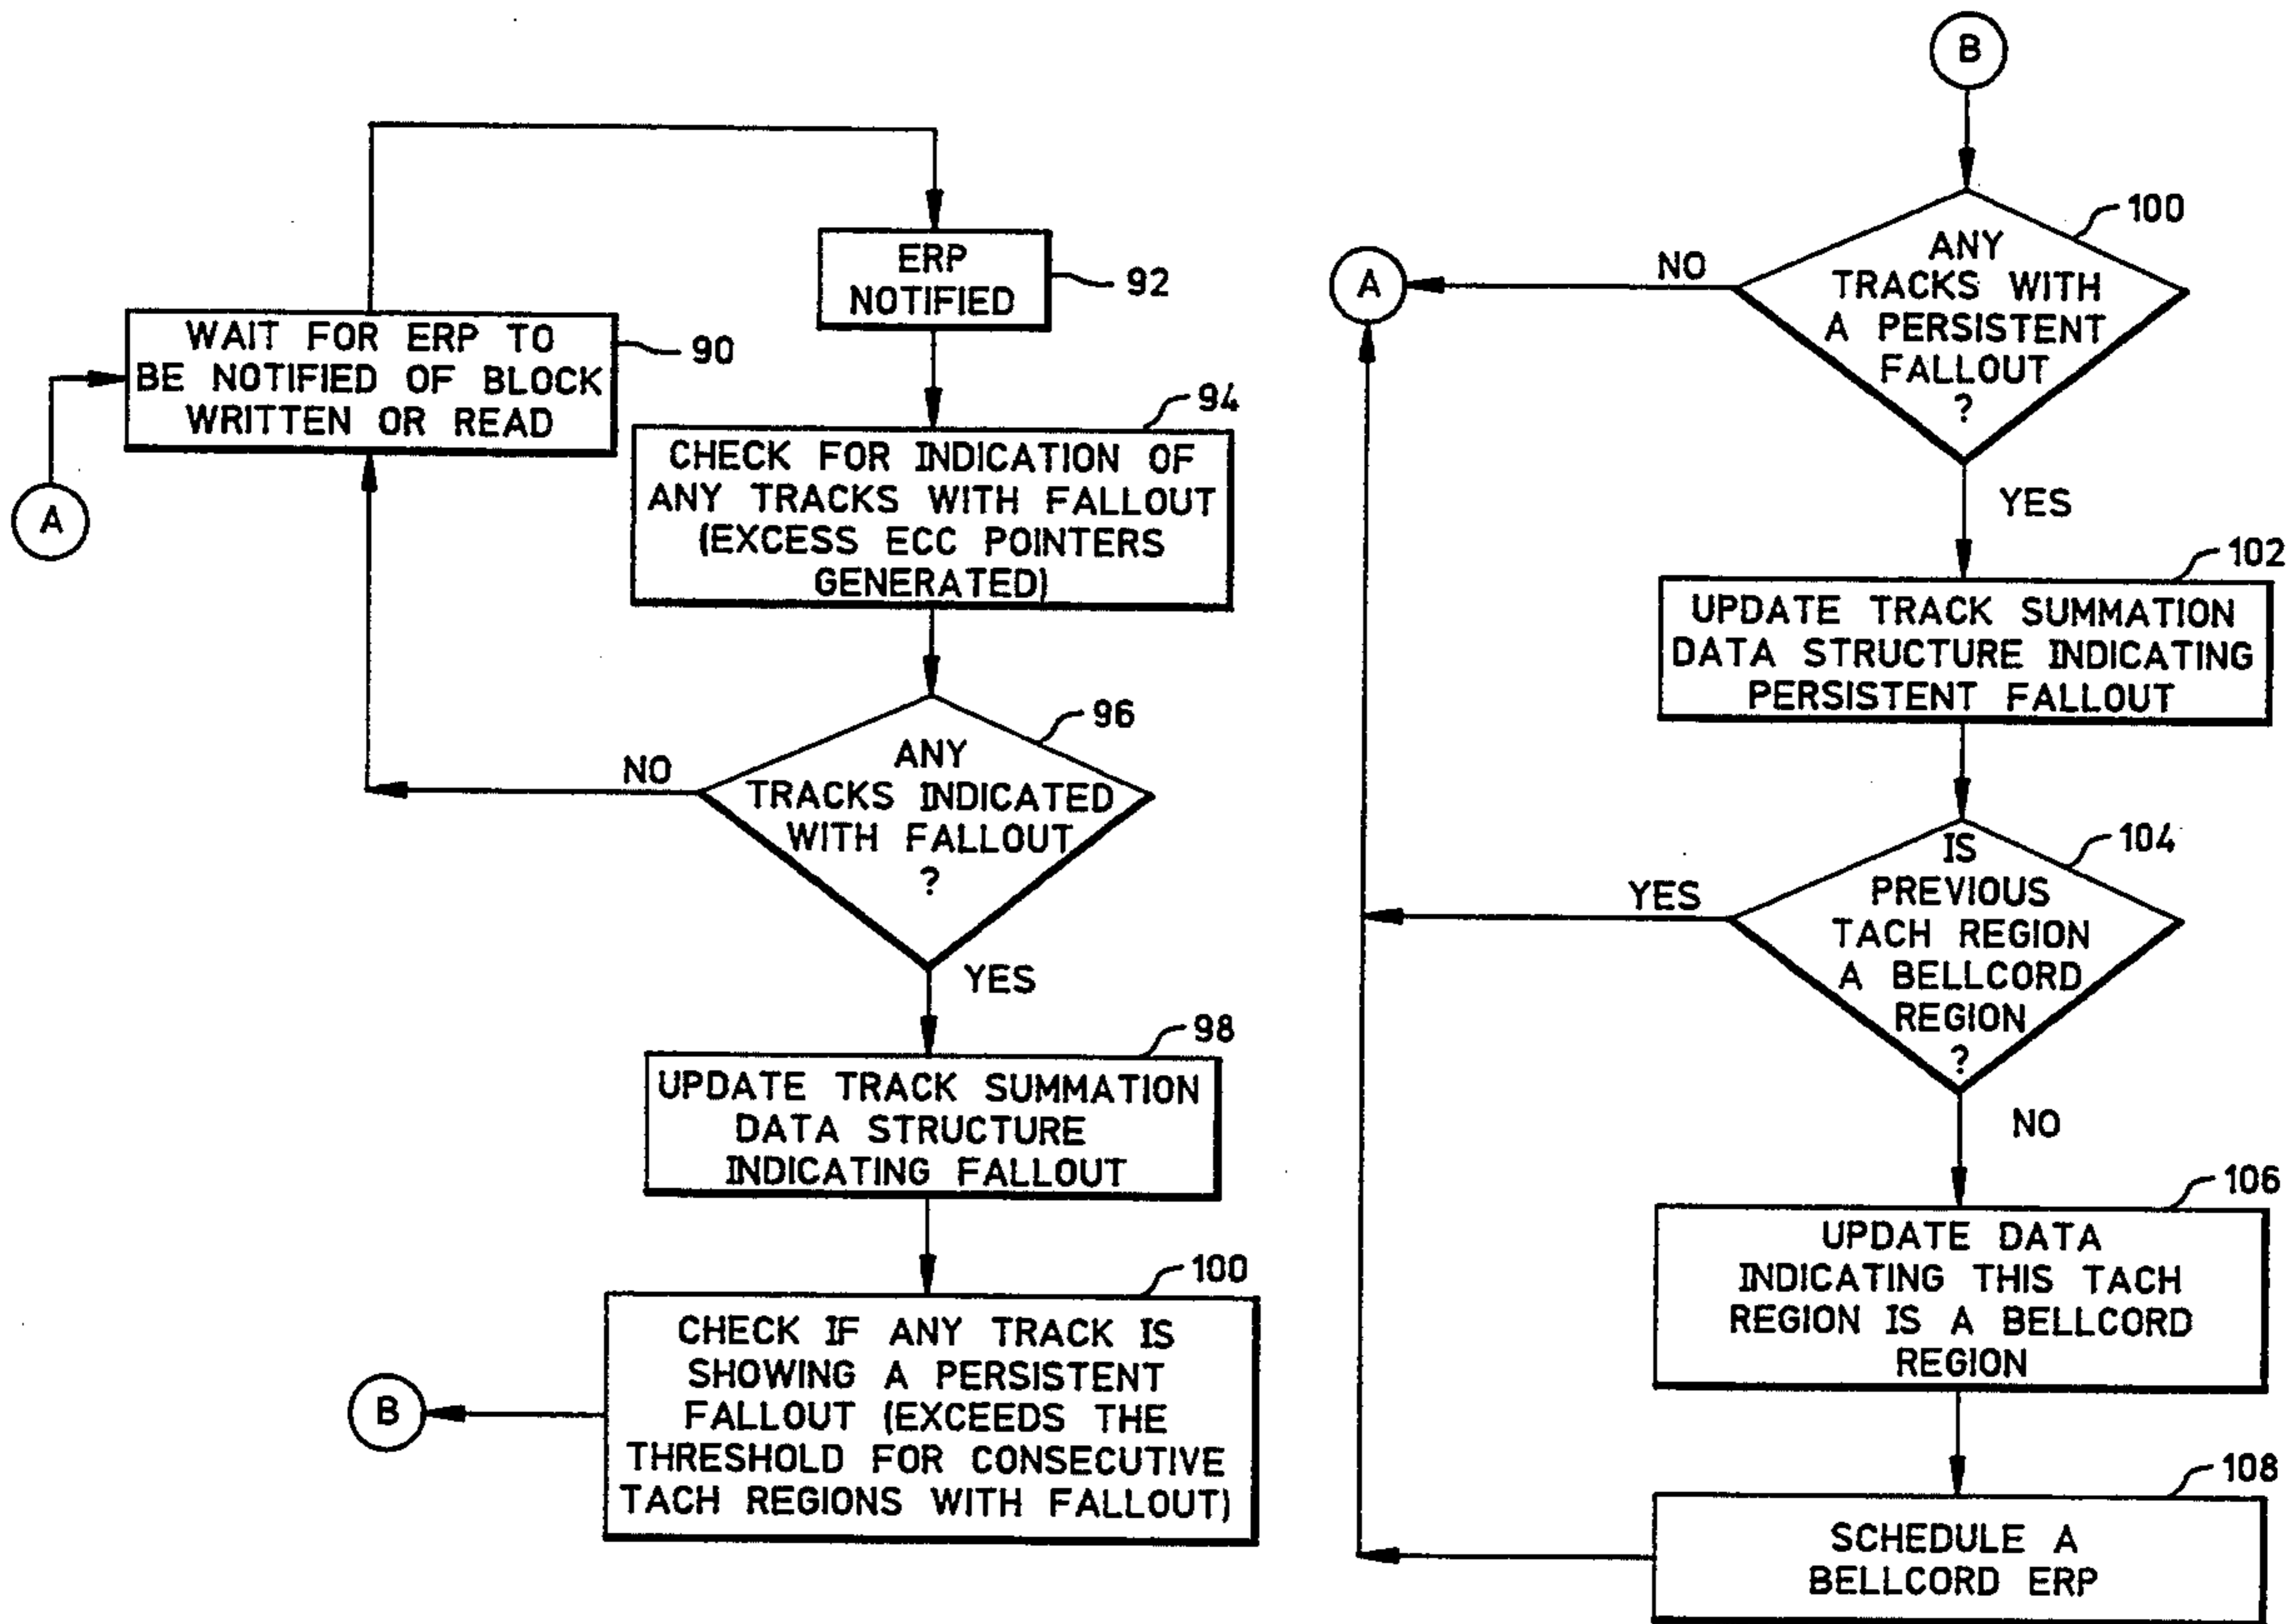 ERP
NOTIFIED
92
WAIT FOR ERP TO
BE NOTIFIED OF BLOCK
WRITTEN OR READ
90
A
94
CHECK FOR INDICATION OF
ANY TRACKS WITH FALLOUT
(EXCESS ECC POINTERS
GENERATED)
96
ANY
TRACKS INDICATED
WITH FALLOUT
?
NO
YES
98
UPDATE TRACK SUMMATION
DATA STRUCTURE
INDICATING FALLOUT
100
CHECK IF ANY TRACK IS
SHOWING A PERSISTENT
FALLOUT (EXCEEDS THE
THRESHOLD FOR CONSECUTIVE
TACH REGIONS WITH FALLOUT)
B
B
100
ANY
TRACKS WITH
A PERSISTENT
FALLOUT
?
NO
A
YES
102
UPDATE TRACK SUMMATION
DATA STRUCTURE INDICATING
PERSISTENT FALLOUT
104
IS
PREVIOUS
TACH REGION
A BELLCORD
REGION
?
YES
NO
106
UPDATE DATA
INDICATING THIS TACH
REGION IS A BELLCORD
REGION
108
SCHEDULE A
BELLCORD ERP